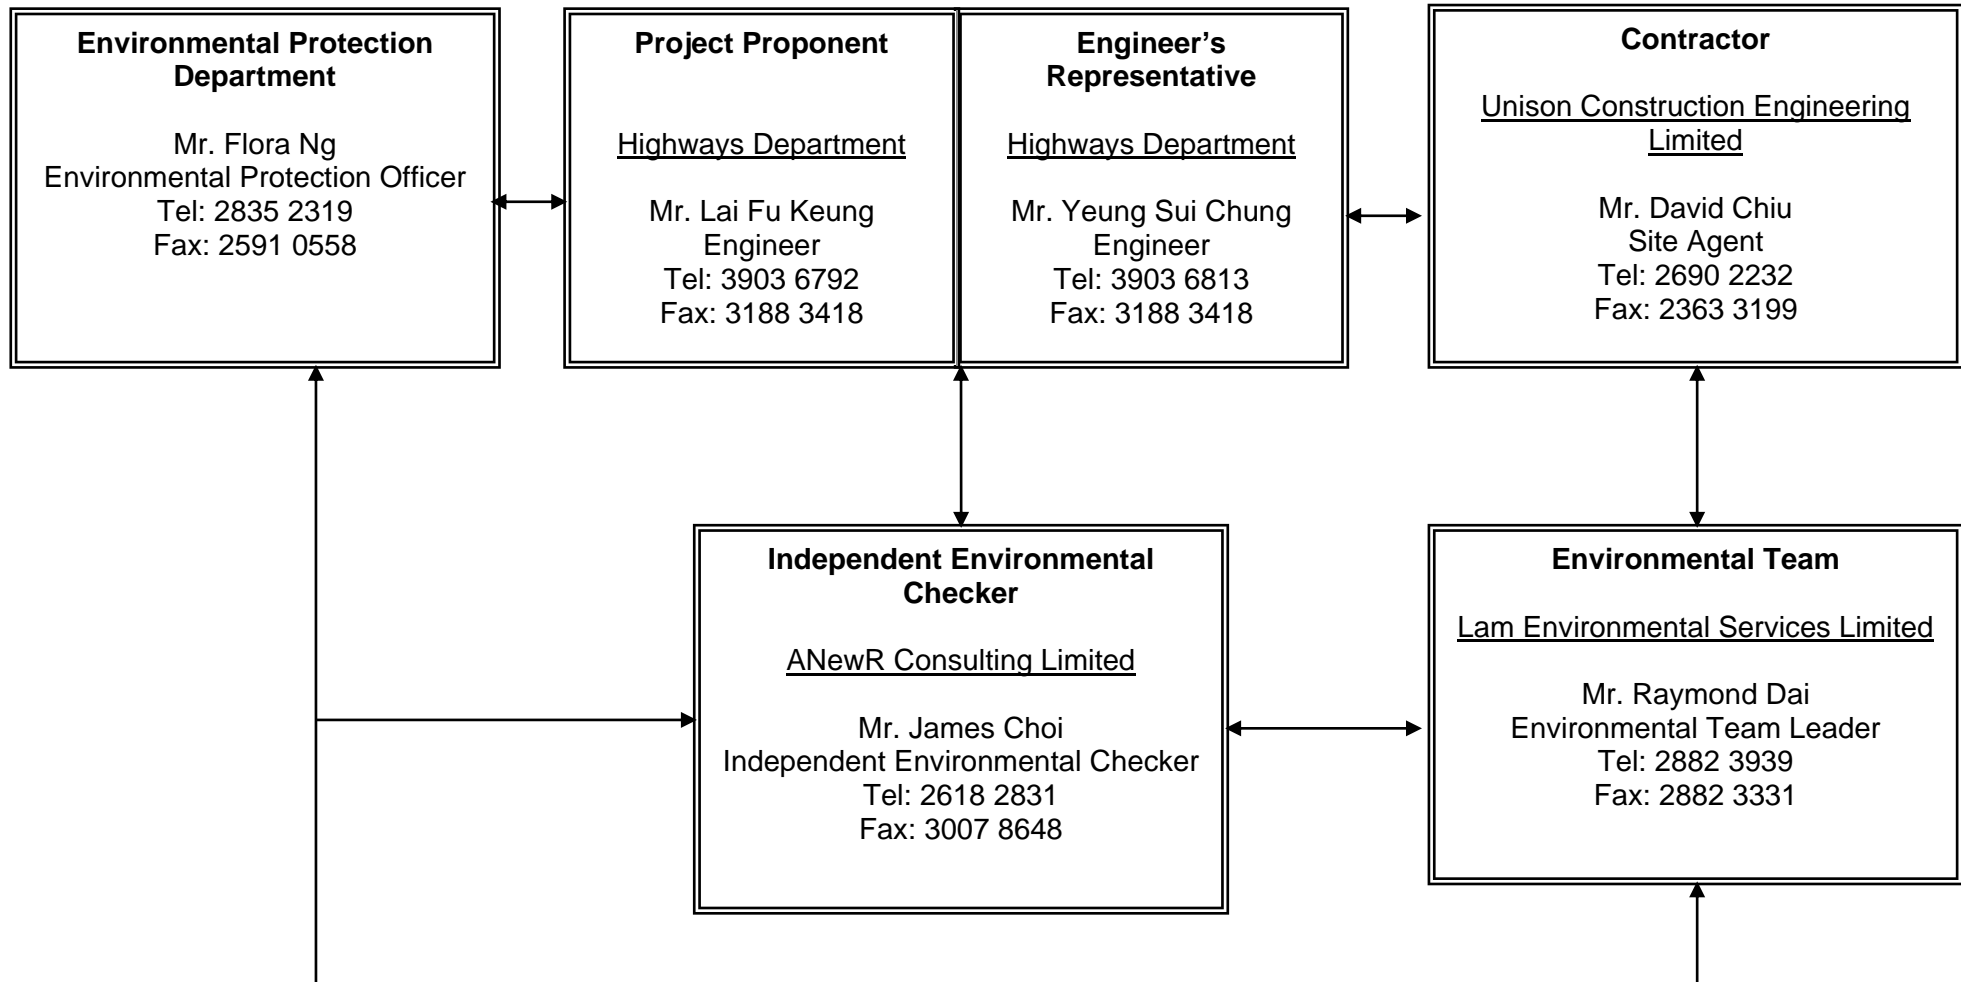 Environmental Protection
Department
Mr. Flora Ng
Environmental Protection Officer
Tel: 2835 2319
Fax: 2591 0558
Project Proponent
Highways Department
Mr. Lai Fu Keung
Engineer
Tel: 3903 6792
Fax: 3188 3418
Engineer’s
Representative
Highways Department
Mr. Yeung Sui Chung
Engineer
Tel: 3903 6813
Fax: 3188 3418
Contractor
Unison Construction Engineering
Limited
Mr. David Chiu
Site Agent
Tel: 2690 2232
Fax: 2363 3199
Independent Environmental
Checker
ANewR Consulting Limited
Mr. James Choi
Independent Environmental Checker
Tel: 2618 2831
Fax: 3007 8648
Environmental Team
Lam Environmental Services Limited
Mr. Raymond Dai
Environmental Team Leader
Tel: 2882 3939
Fax: 2882 3331